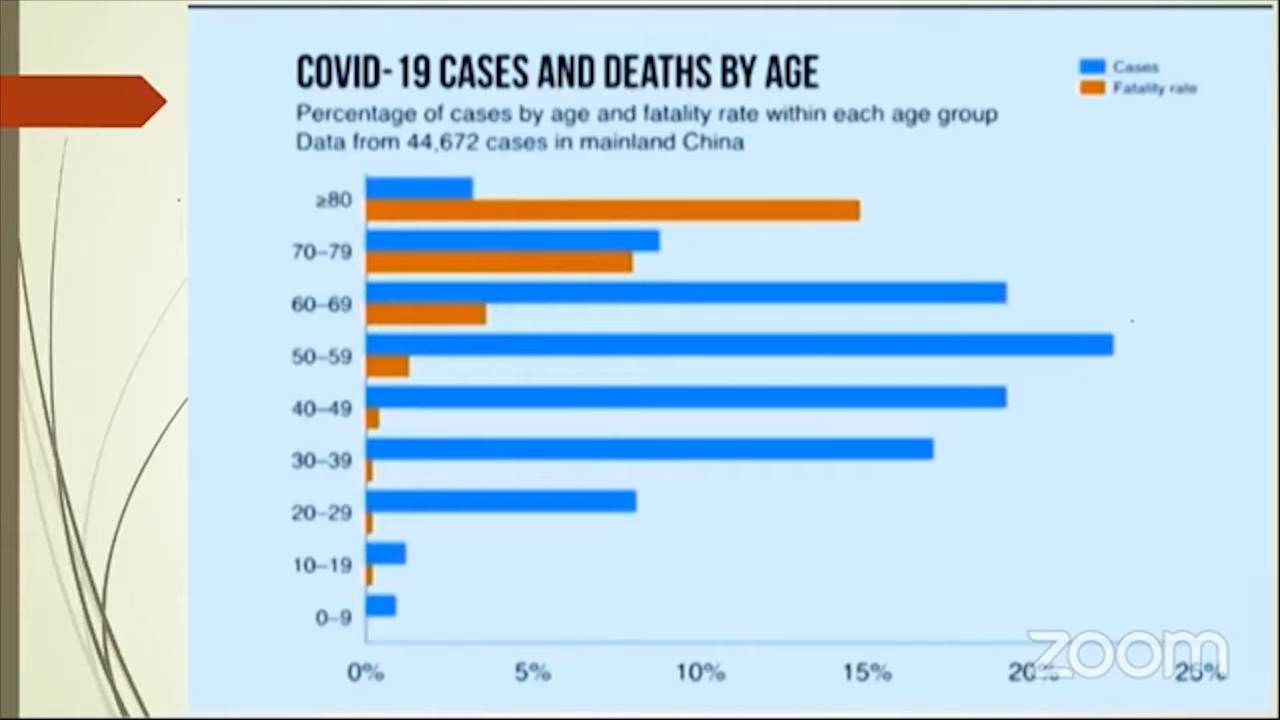 COVID-19 CASES AND DEATHS BY AGE
Cases
Fatality rate
Percentage of cases by age and fatality rate within each age group
Data from 44,672 cases in mainland China
≥80
70–79
60–69
50–59
40–49
30–39
20–29
10–19
0–9
0% 5% 10% 15% 20% 25%
zoom